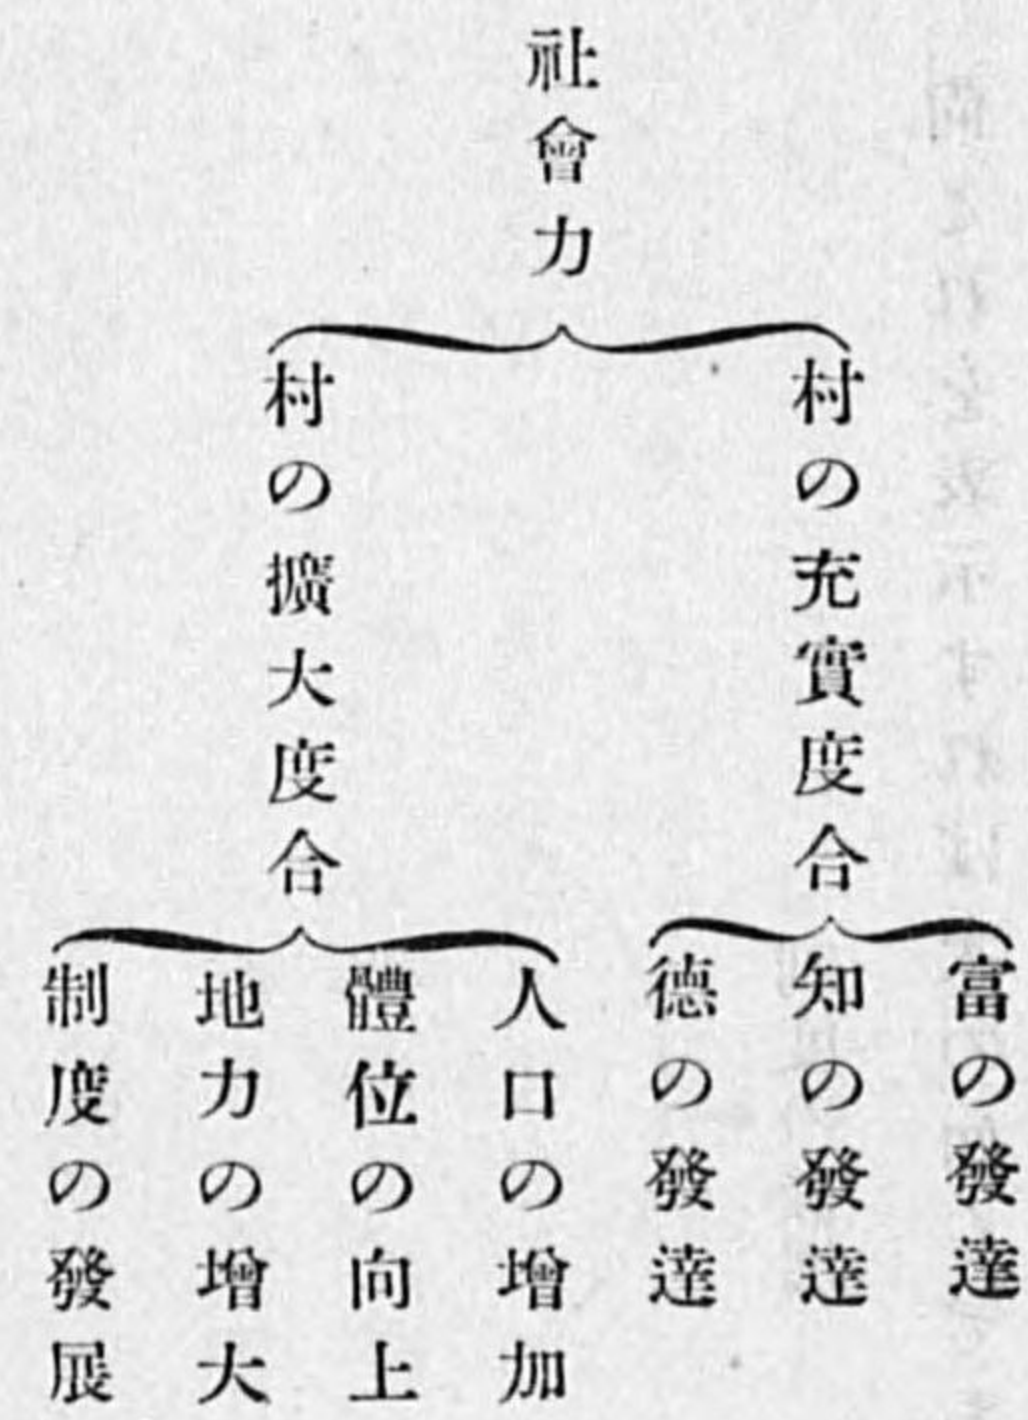 社會力
村の充實度合
富の發達
知の發達
德の發達
村の擴大度合
人口の增加
體位の向上
地力の增大
制度の發展